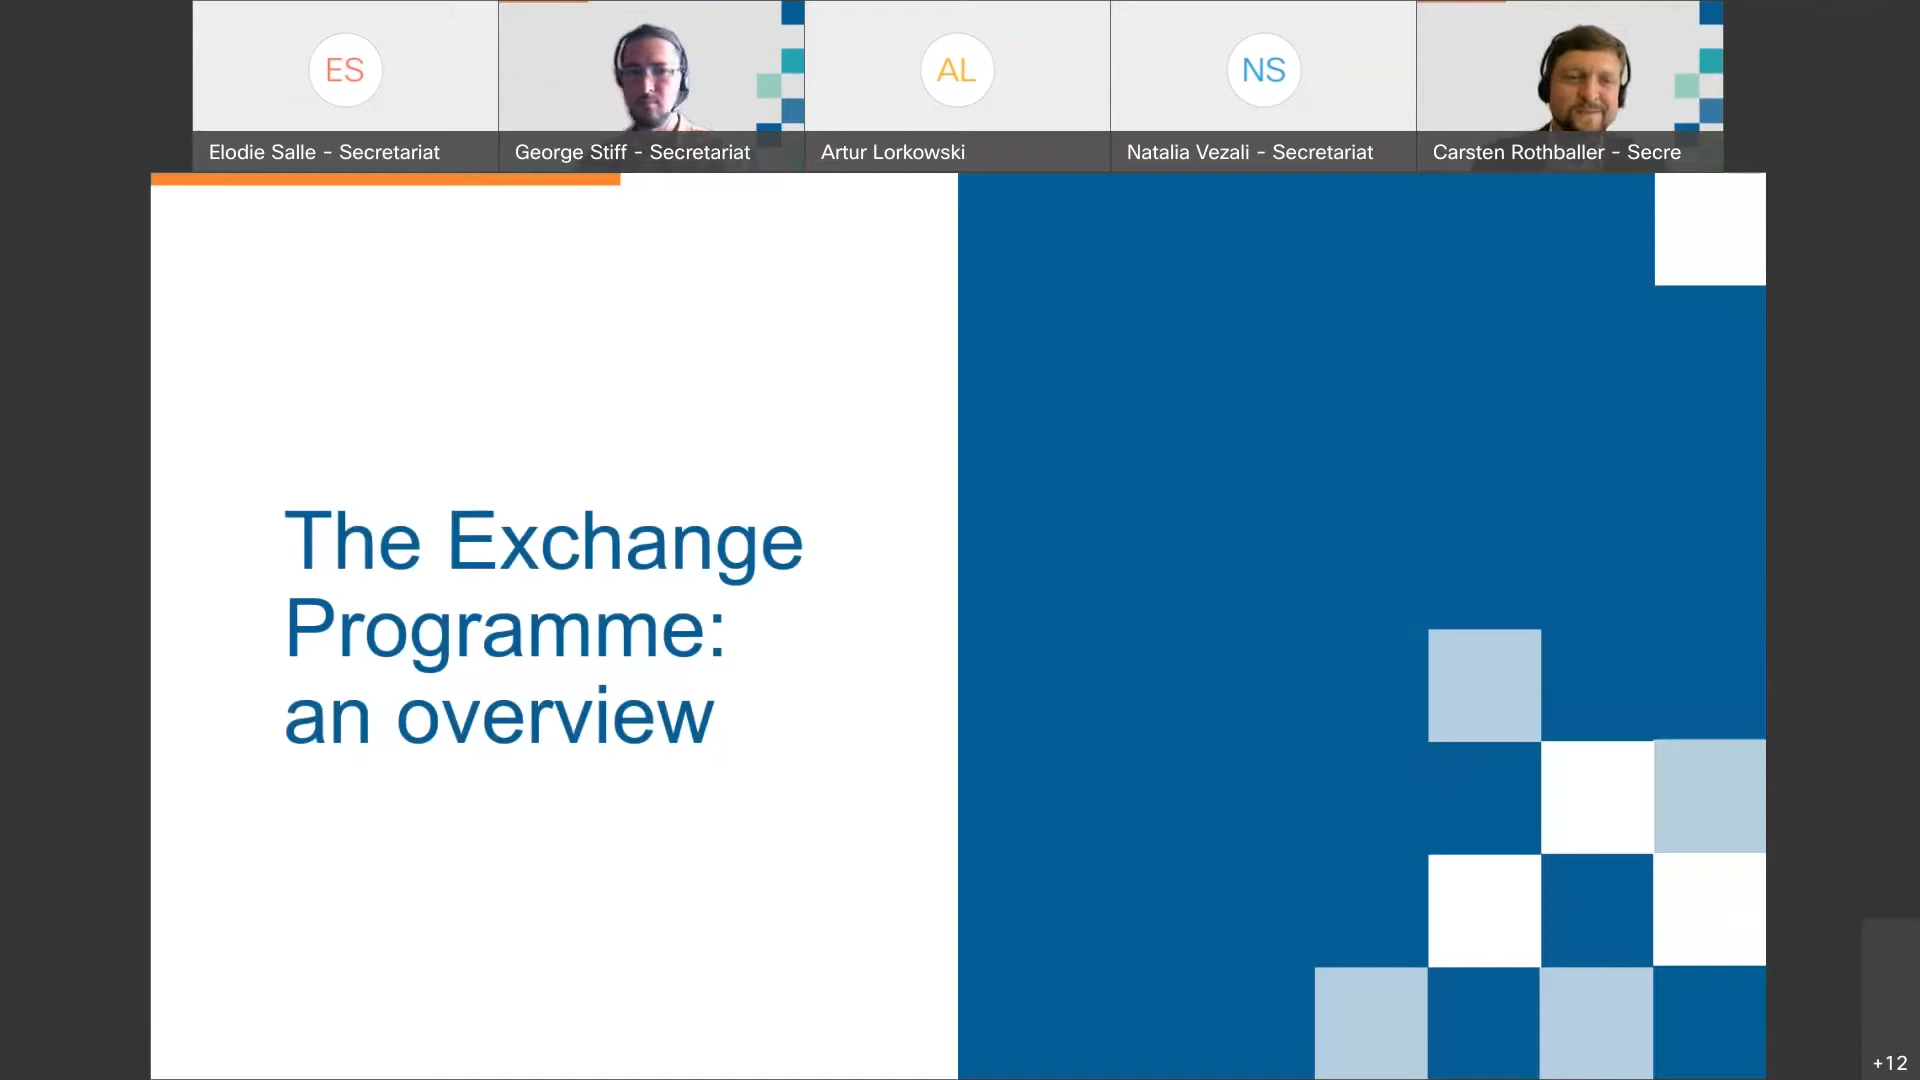 ES
AL
NS
Elodie Salle - Secretariat
George Stiff - Secretariat
Artur Lorkowski
Natalia Vezali - Secretariat
Carsten Rothballer - Secre
The Exchange
Programme:
an overview
+12